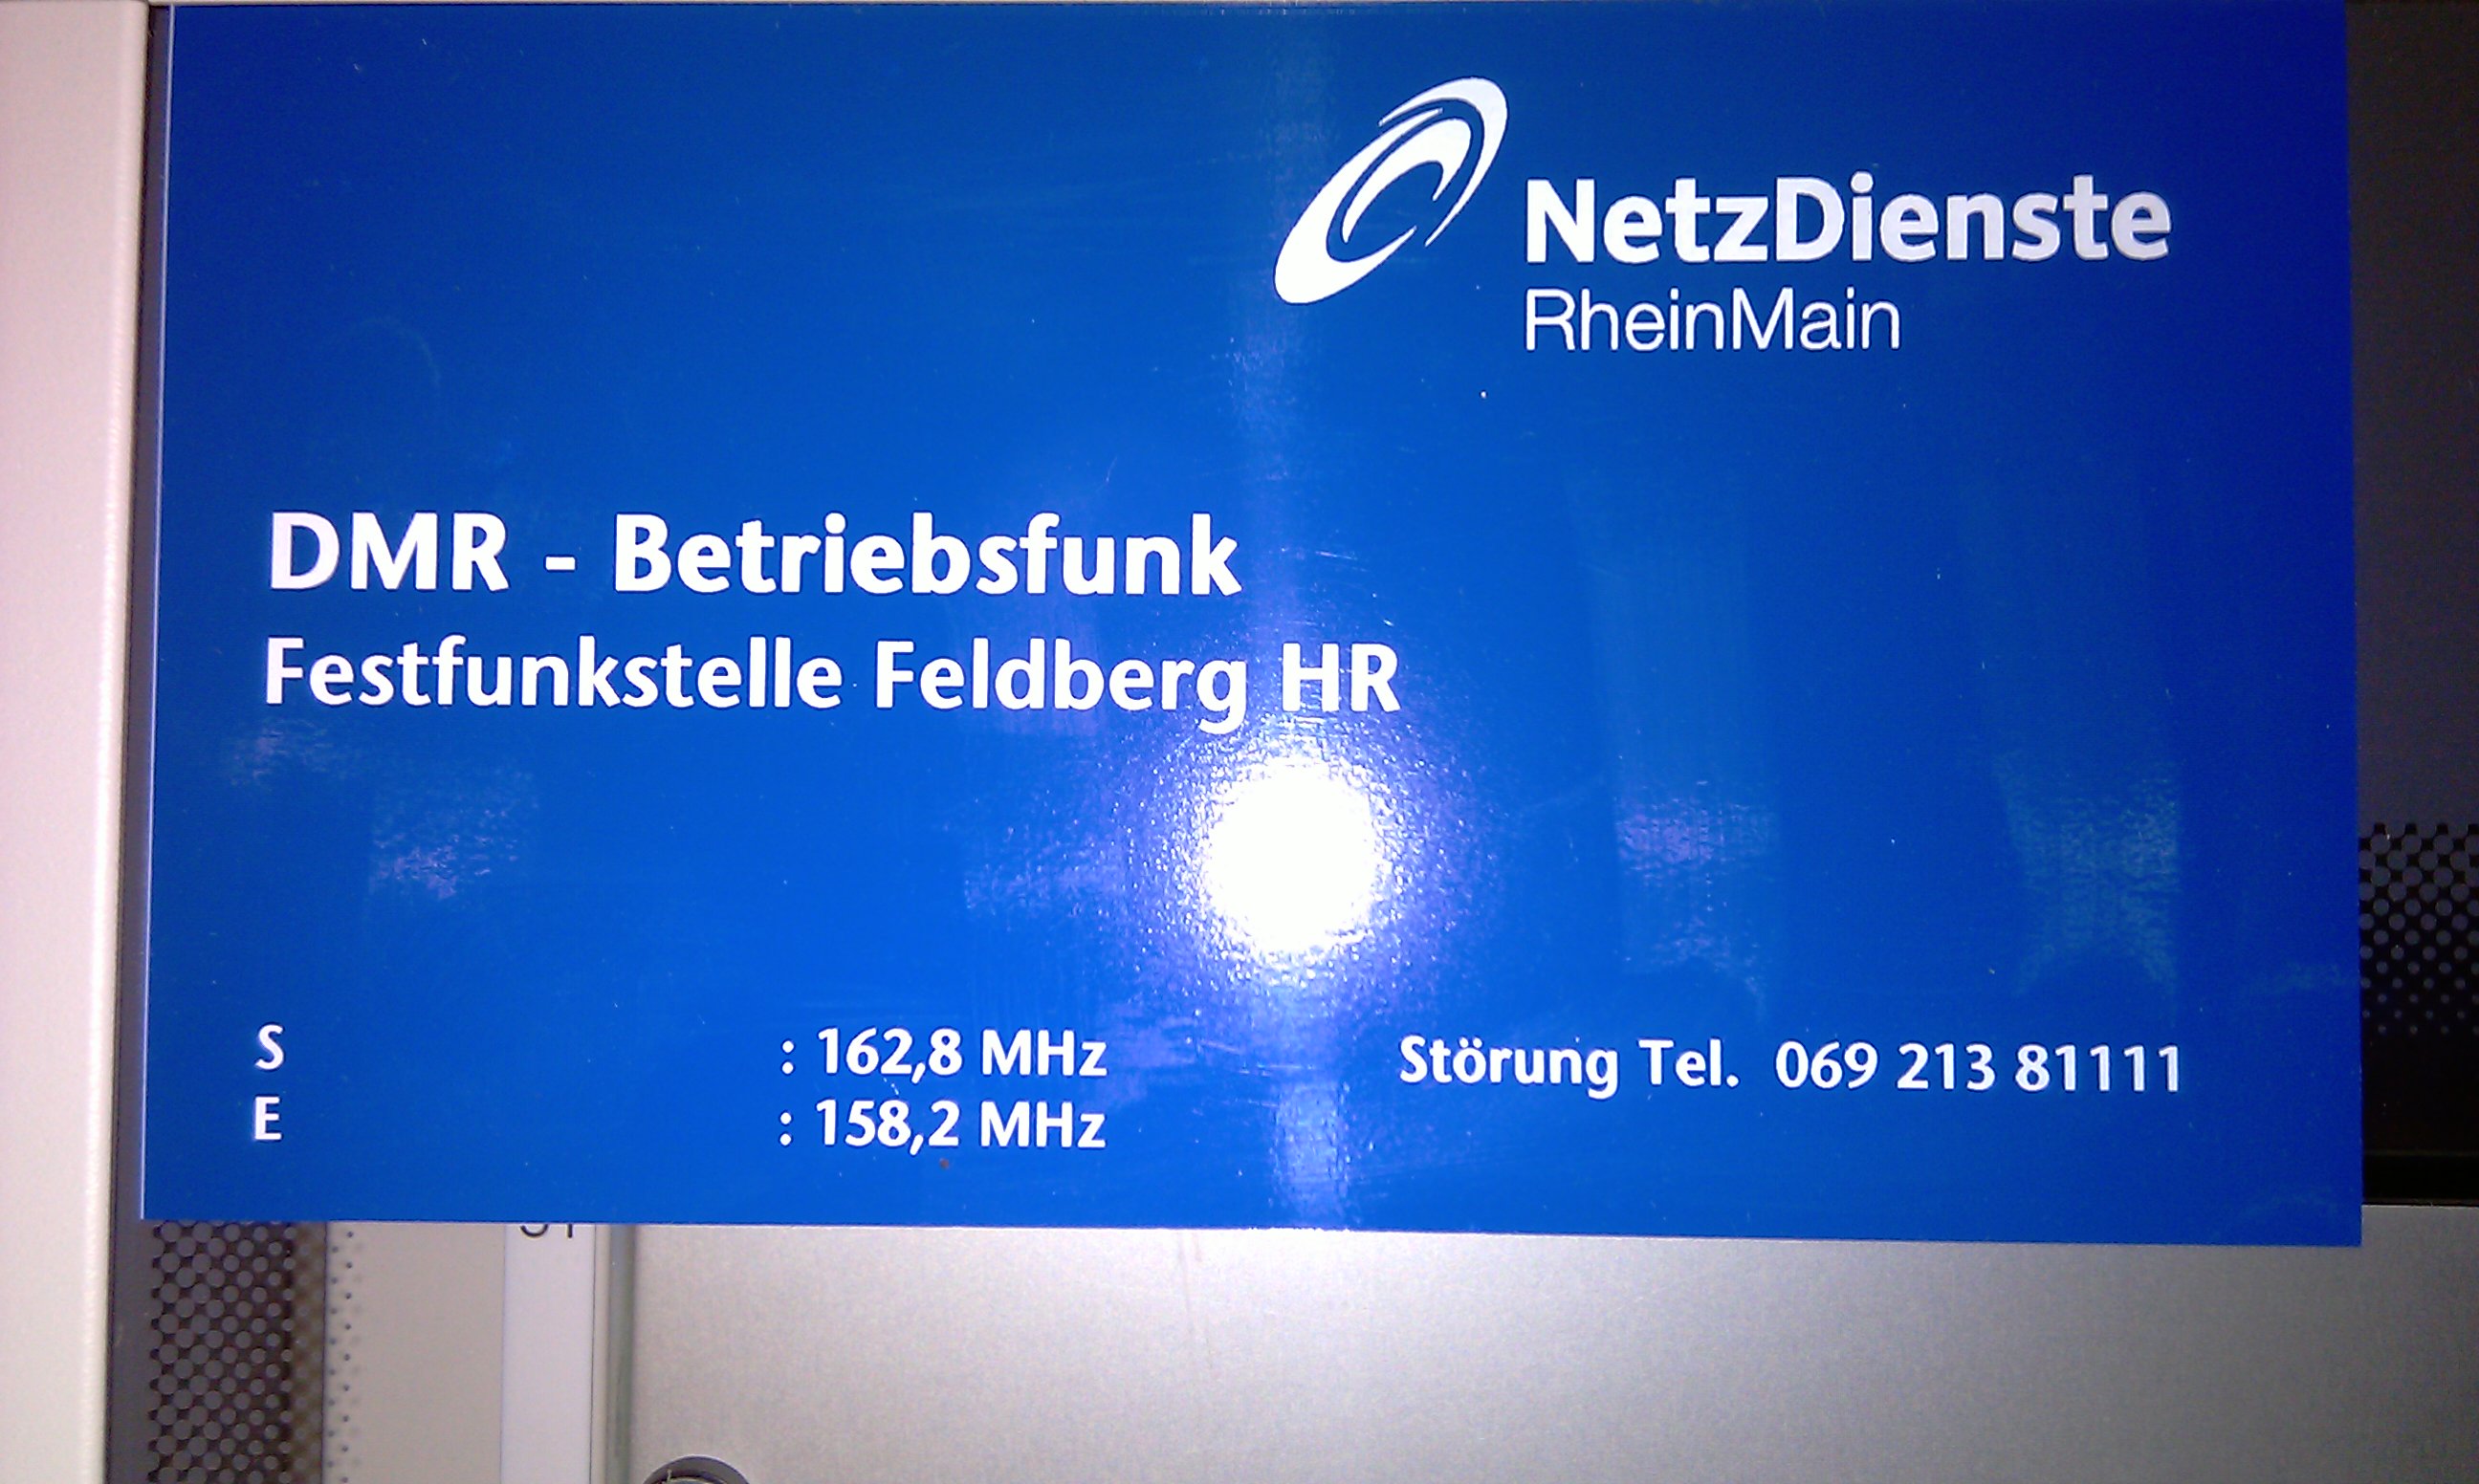 NetzDienste
RheinMain
DMR - Betriebsfunk
Festfunkstelle Feldberg HR
S : 162,8 MHz
E : 158,2 MHz
Störung Tel. 069 213 81111